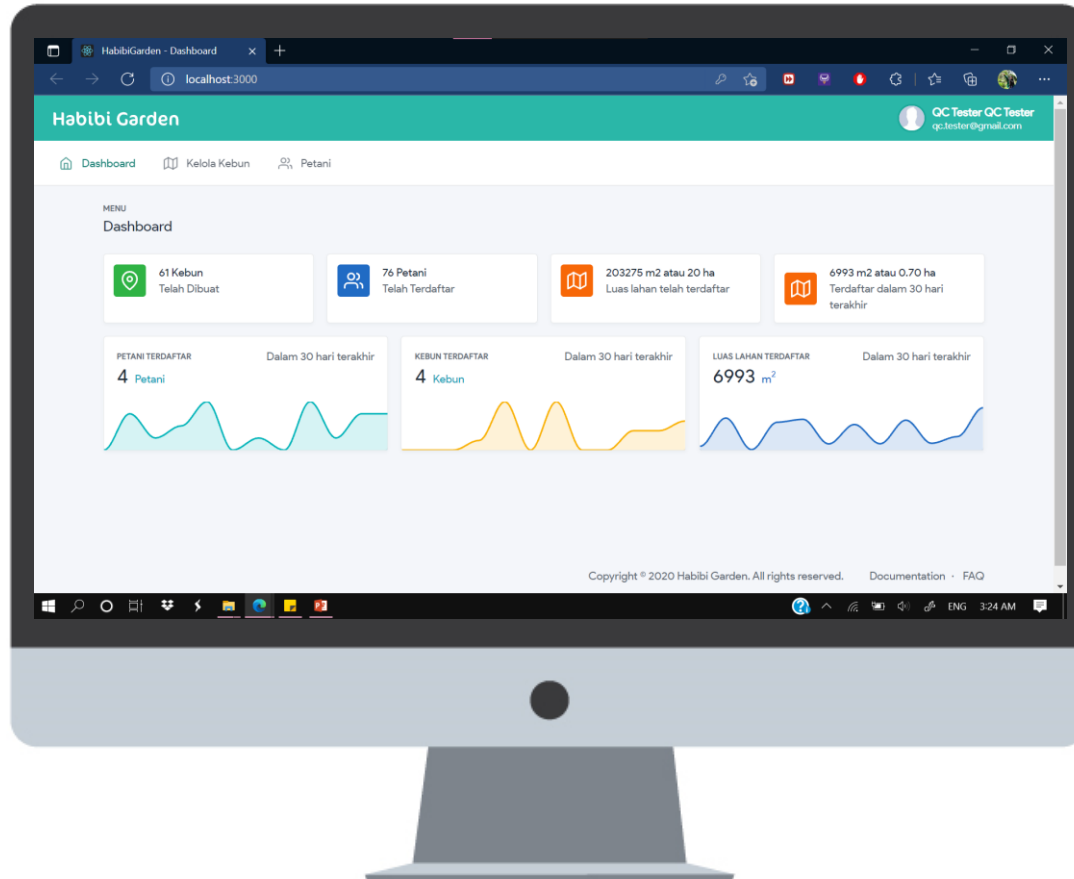 HabibiGarden - Dashboard
localhost:3000
Habibi Garden
QC Tester QC Tester
qc.tester@gmail.com
Dashboard
Kelola Kebun
Petani
MENU
Dashboard
61 Kebun
Telah Dibuat
76 Petani
Telah Terdaftar
203275 m2 atau 20 ha
Luas lahan telah terdaftar
6993 m2 atau 0.70 ha
Terdaftar dalam 30 hari
terakhir
PETANI TERDAFTAR
Dalam 30 hari terakhir
4 Petani
KEBUN TERDAFTAR
Dalam 30 hari terakhir
4 Kebun
LUAS LAHAN TERDAFTAR
Dalam 30 hari terakhir
6993 m²
Copyright © 2020 Habibi Garden. All rights reserved.
Documentation · FAQ
ENG 3:24 AM